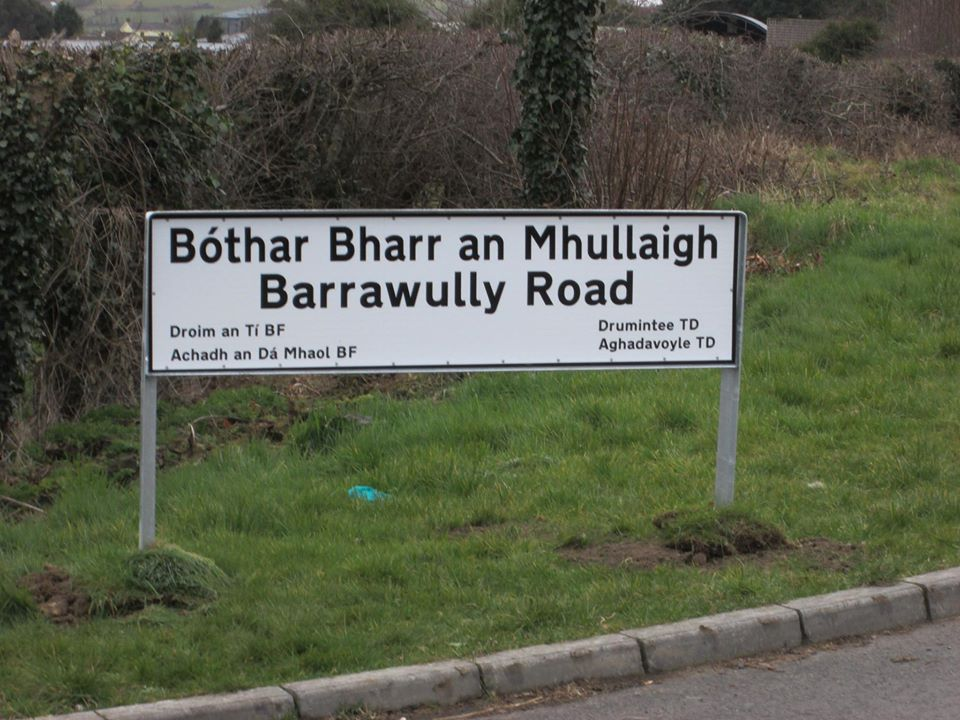 Bóthar Bharr an Mhullaigh
Barrawully Road
Droim an Tí BF
Achadh an Dá Mhaol BF
Drumintee TD
Aghadavoyle TD